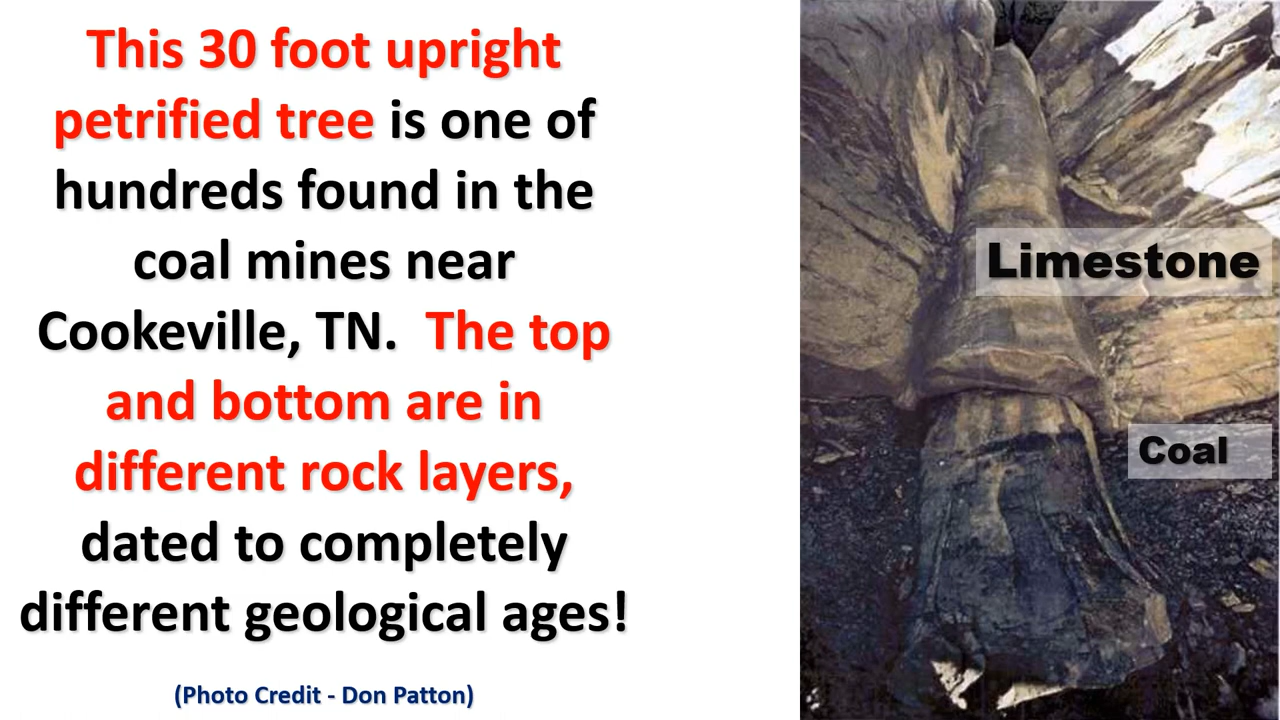 This 30 foot upright
petrified tree is one of
hundreds found in the
coal mines near
Cookeville, TN.  The top
and bottom are in
different rock layers,
dated to completely
different geological ages!
(Photo Credit - Don Patton)
Limestone
Coal